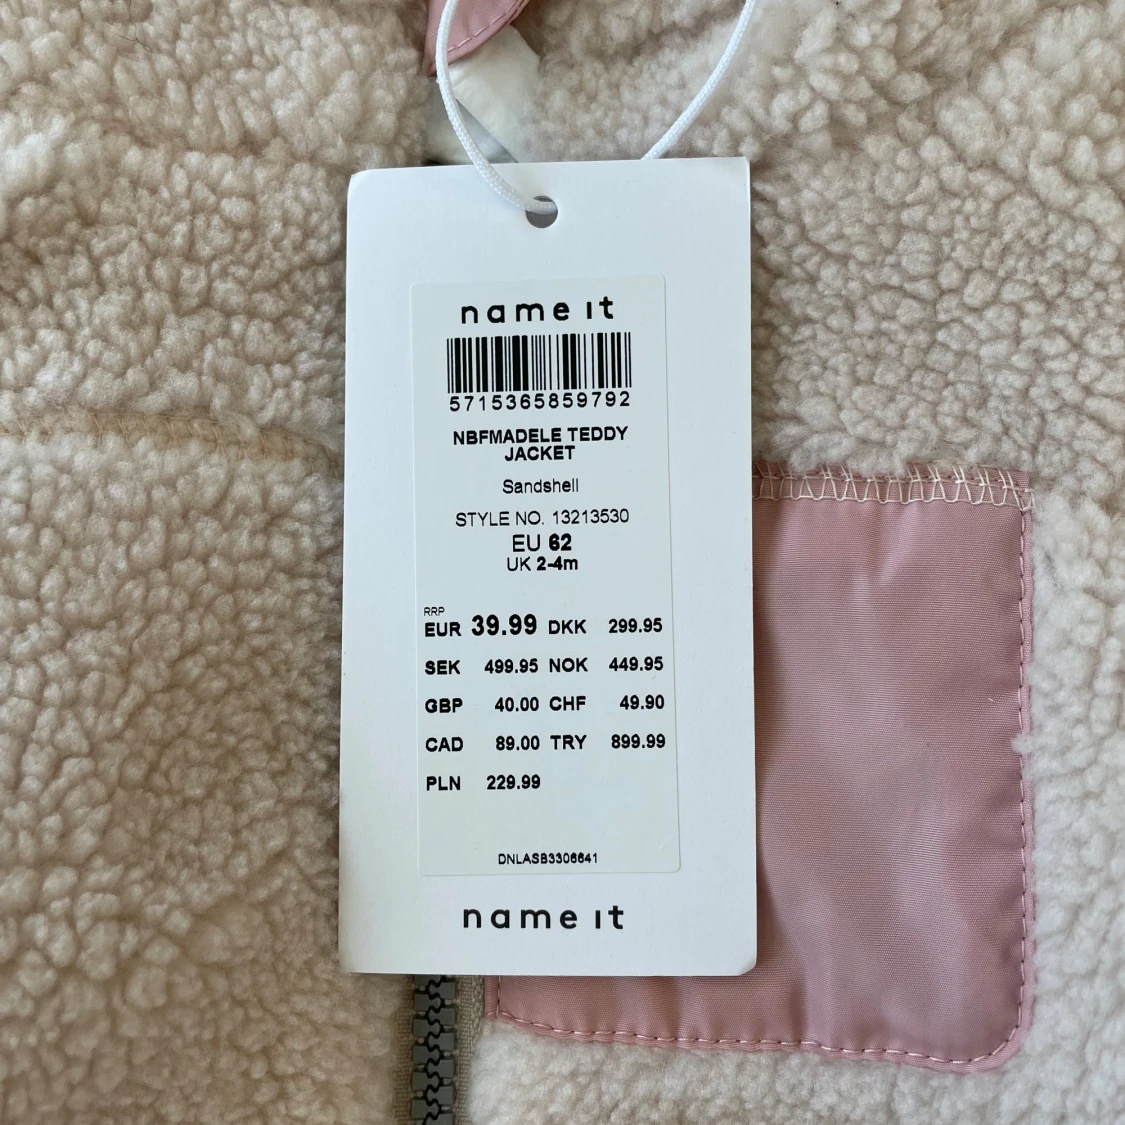 name it
5715365859792
NBFMADELE TEDDY
JACKET
Sandshell
STYLE NO. 13213530
EU 62
UK 2-4m
RRP
EUR 39.99 DKK 299.95
SEK 499.95 NOK 449.95
GBP 40.00 CHF 49.90
CAD 89.00 TRY 899.99
PLN 229.99
DNLASB3306641
name it